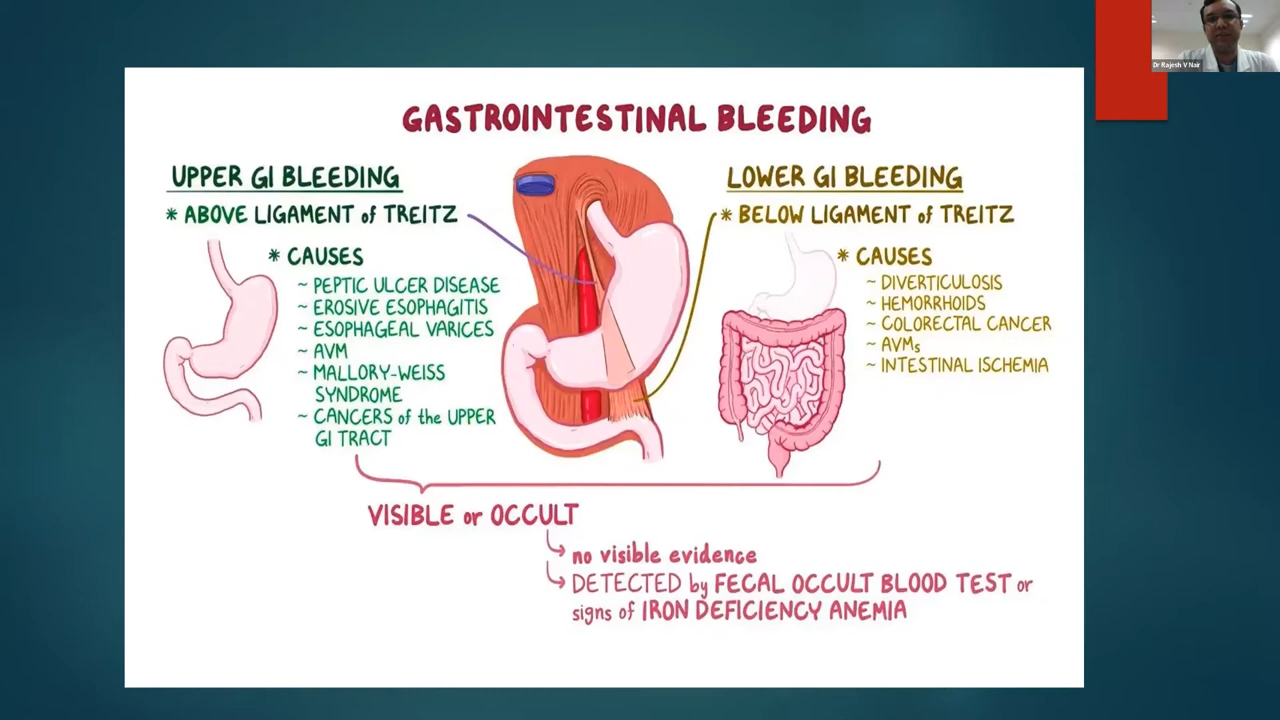 GASTROINTESTINAL BLEEDING
UPPER GI BLEEDING
* ABOVE LIGAMENT of TREITZ
* CAUSES
~ PEPTIC ULCER DISEASE
~ EROSIVE ESOPHAGITIS
~ ESOPHAGEAL VARICES
~ AVM
~ MALLORY-WEISS
SYNDROME
~ CANCERS of the UPPER
GI TRACT
LOWER GI BLEEDING
* BELOW LIGAMENT of TREITZ
* CAUSES
~ DIVERTICULOSIS
~ HEMORRHOIDS
~ COLORECTAL CANCER
~ AVMs
~ INTESTINAL ISCHEMIA
VISIBLE or OCCULT
no visible evidence
DETECTED by FECAL OCCULT BLOOD TEST or
signs of IRON DEFICIENCY ANEMIA
Dr Rajesh V Nair